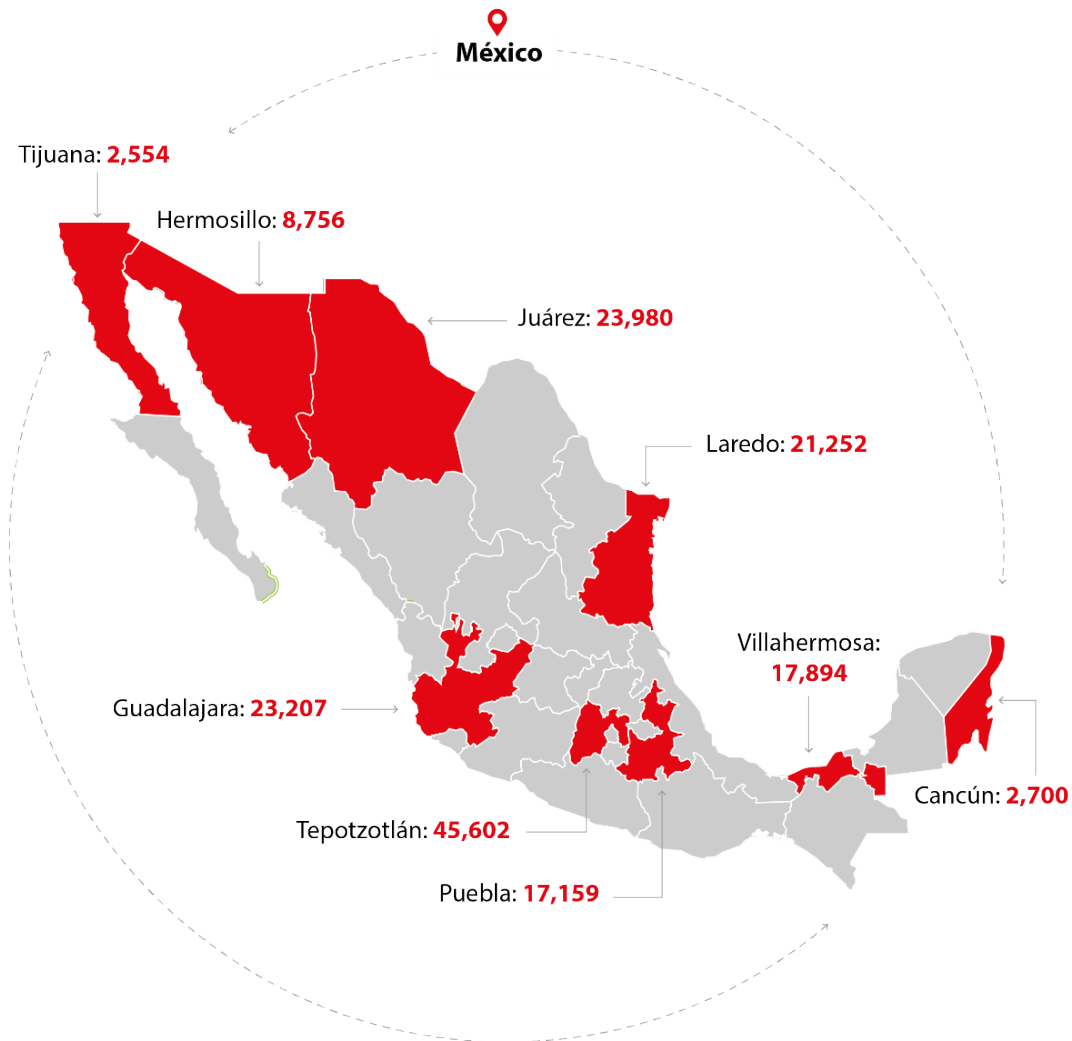 México
Tijuana: 2,554
Hermosillo: 8,756
Juárez: 23,980
Laredo: 21,252
Villahermosa:
17,894
Guadalajara: 23,207
Cancún: 2,700
Tepotzotlán: 45,602
Puebla: 17,159